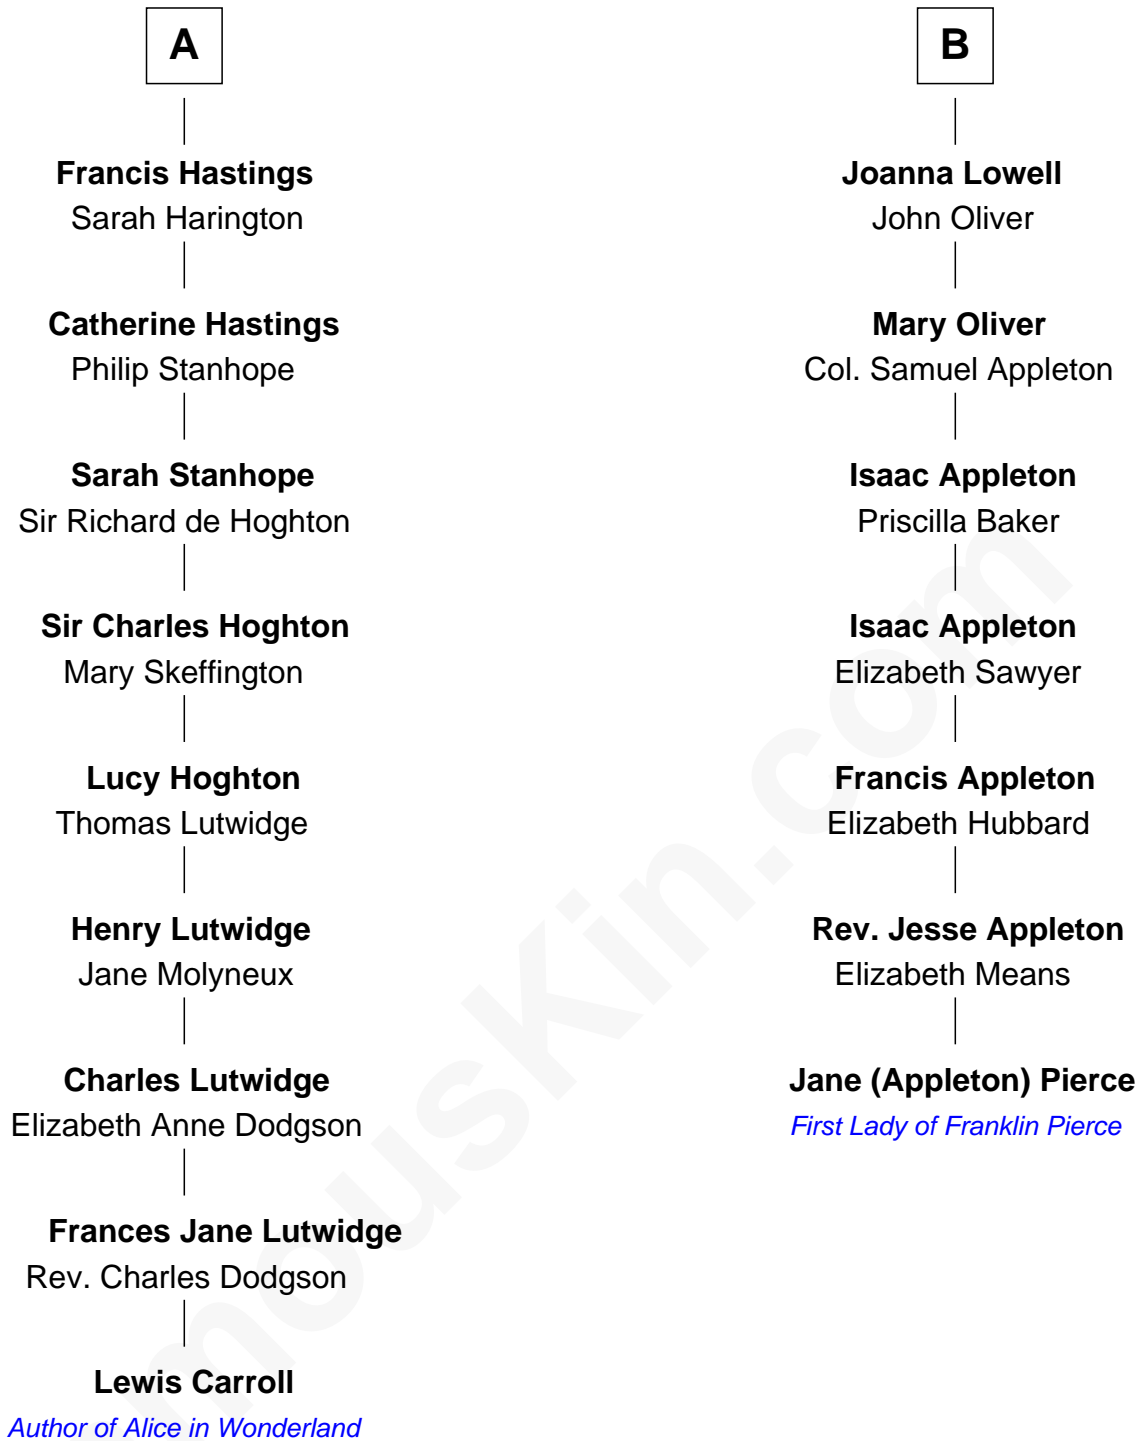 A
Francis Hastings
Sarah Harington
Catherine Hastings
Philip Stanhope
Sarah Stanhope
Sir Richard de Hoghton
Sir Charles Hoghton
Mary Skeffington
Lucy Hoghton
Thomas Lutwidge
Henry Lutwidge
Jane Molyneux
Charles Lutwidge
Elizabeth Anne Dodgson
Frances Jane Lutwidge
Rev. Charles Dodgson
Lewis Carroll
Author of Alice in Wonderland
B
Joanna Lowell
John Oliver
Mary Oliver
Col. Samuel Appleton
Isaac Appleton
Priscilla Baker
Isaac Appleton
Elizabeth Sawyer
Francis Appleton
Elizabeth Hubbard
Rev. Jesse Appleton
Elizabeth Means
Jane (Appleton) Pierce
First Lady of Franklin Pierce
mousKin.com